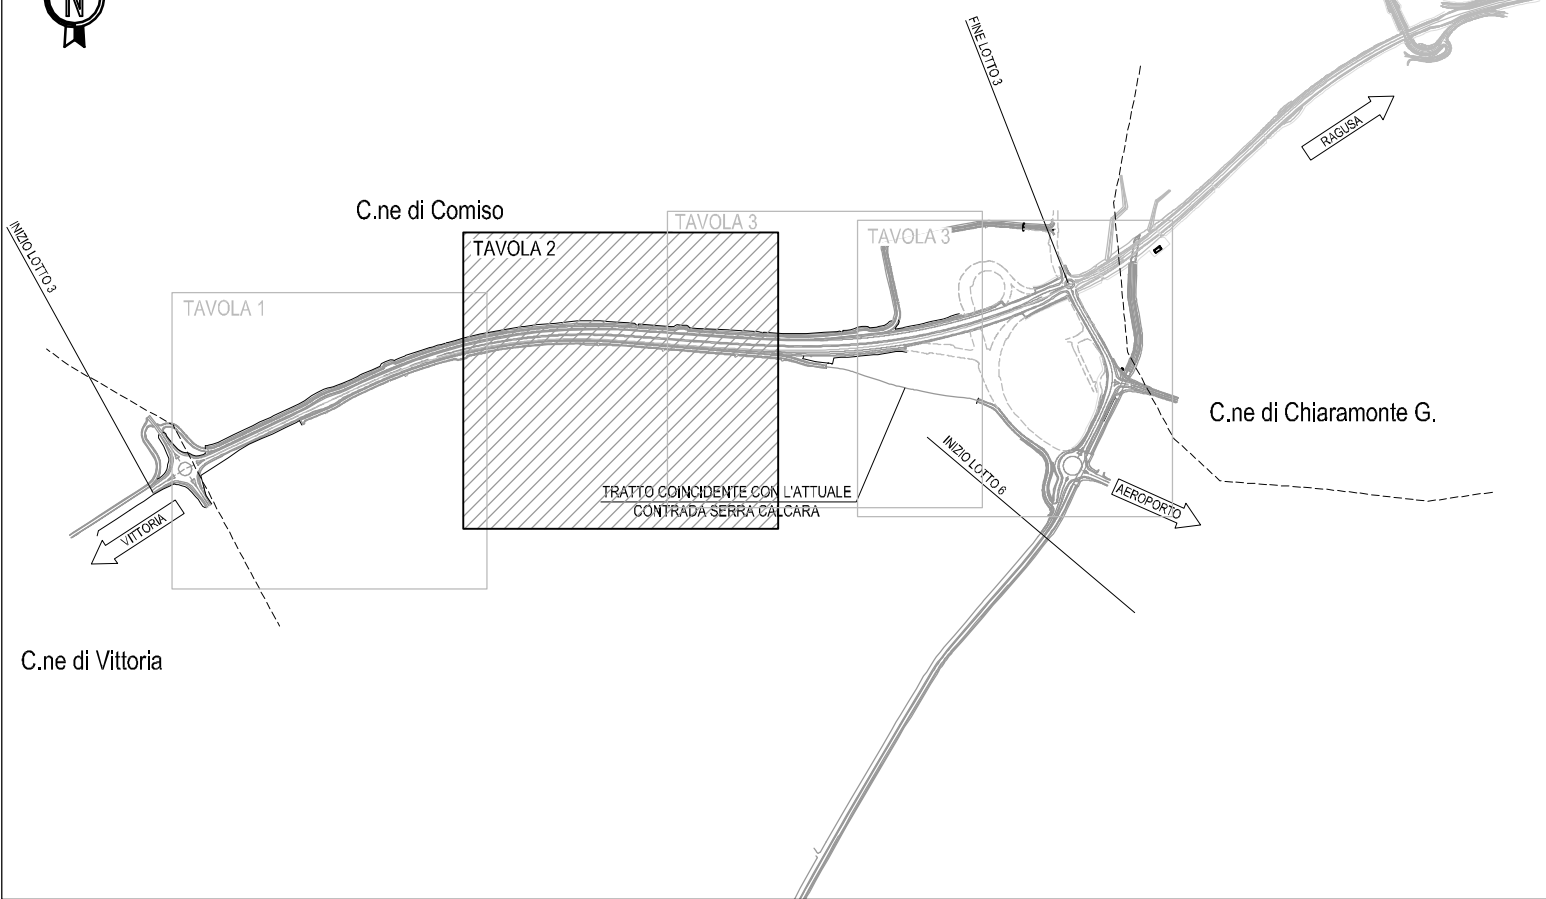 N
FINE LOTTO 3
RAGUSA
C.ne di Comiso
TAVOLA 3
TAVOLA 3
TAVOLA 2
INIZIO LOTTO 3
TAVOLA 1
C.ne di Chiaramonte G.
INIZIO LOTTO 6
TRATTO COINCIDENTE CON L'ATTUALE
CONTRADA SERRA CALCARA
AEROPORTO
VITTORIA
C.ne di Vittoria